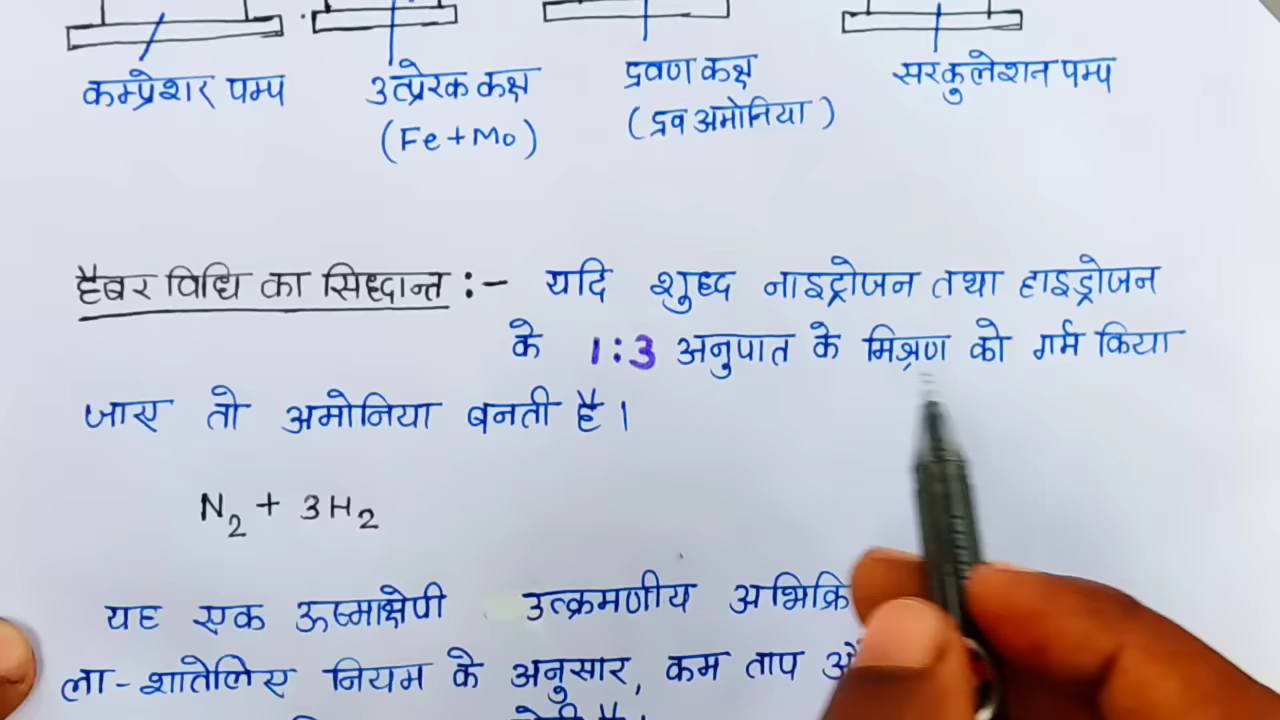 कम्प्रेशर पम्प उत्प्रेरक कक्ष द्रवण कक्ष सरकुलेशन पम्प
(Fe+Mo) (द्रव अमोनिया)
हैबर विधि का सिद्धान्त :- यदि शुद्ध नाइट्रोजन तथा हाइड्रोजन
के 1:3 अनुपात के मिश्रण को गर्म किया
जाए तो अमोनिया बनती है।
N₂ + 3H₂
यह एक ऊष्माक्षेपी उत्क्रमणीय
ला-शातेलिए नियम के अनुसार, कम ताप